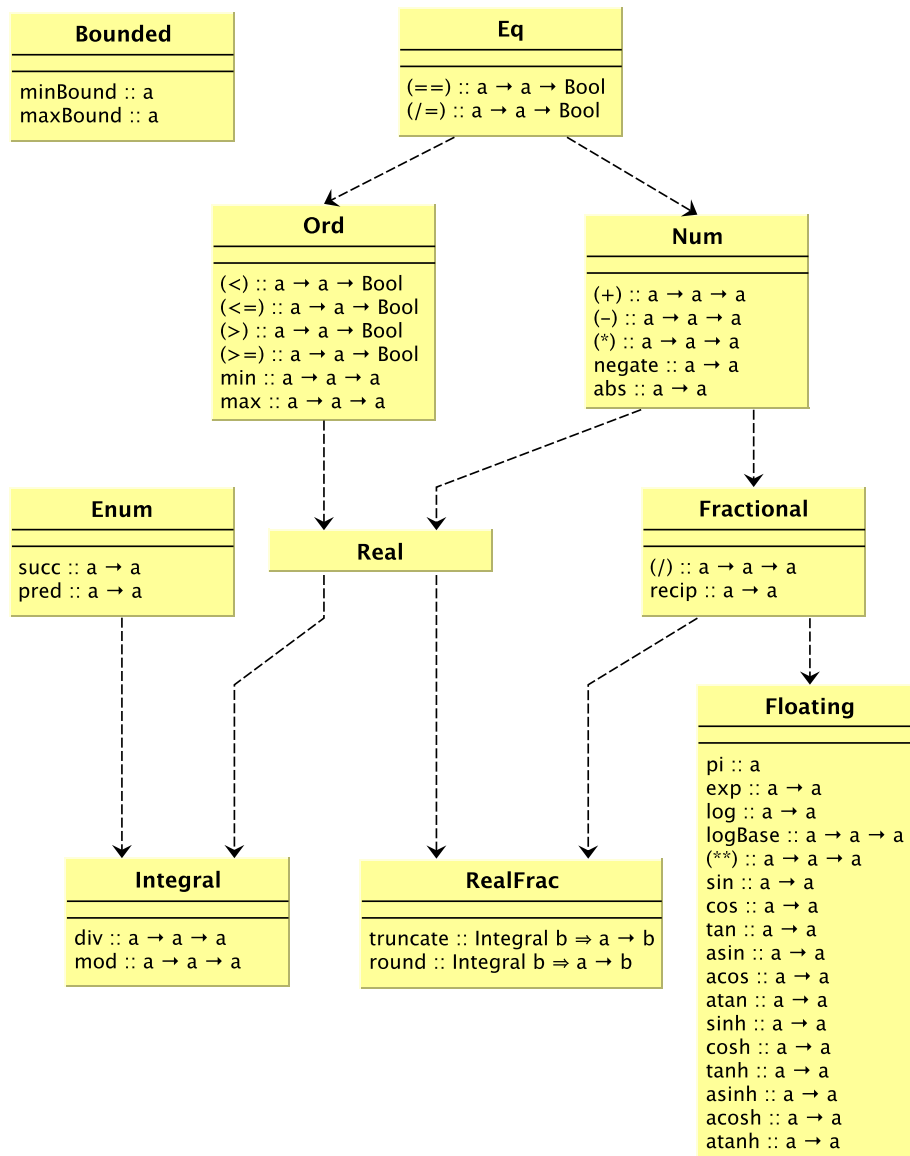 Bounded
minBound :: a
maxBound :: a
Eq
(==) :: a → a → Bool
(/=) :: a → a → Bool
Ord
(<) :: a → a → Bool
(<=) :: a → a → Bool
(>) :: a → a → Bool
(>=) :: a → a → Bool
min :: a → a → a
max :: a → a → a
Num
(+) :: a → a → a
(–) :: a → a → a
(*) :: a → a → a
negate :: a → a
abs :: a → a
Enum
succ :: a → a
pred :: a → a
Real
Fractional
(/) :: a → a → a
recip :: a → a
Integral
div :: a → a → a
mod :: a → a → a
RealFrac
truncate :: Integral b ⇒ a → b
round :: Integral b ⇒ a → b
Floating
pi :: a
exp :: a → a
log :: a → a
logBase :: a → a → a
(**) :: a → a → a
sin :: a → a
cos :: a → a
tan :: a → a
asin :: a → a
acos :: a → a
atan :: a → a
sinh :: a → a
cosh :: a → a
tanh :: a → a
asinh :: a → a
acosh :: a → a
atanh :: a → a